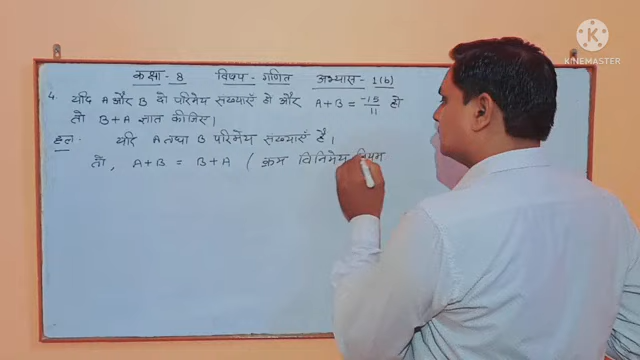 KINEMASTER
कक्षा - 8 विषय - गणित अभ्यास - 1(b)
4. यदि A और B दो परिमेय संख्याएँ हो और A+B = -15/11 हो
तो B+A ज्ञात कीजिए।
हल: यदि A तथा B परिमेय संख्याएँ है।
तो, A+B = B+A ( क्रम विनिमेय नियम